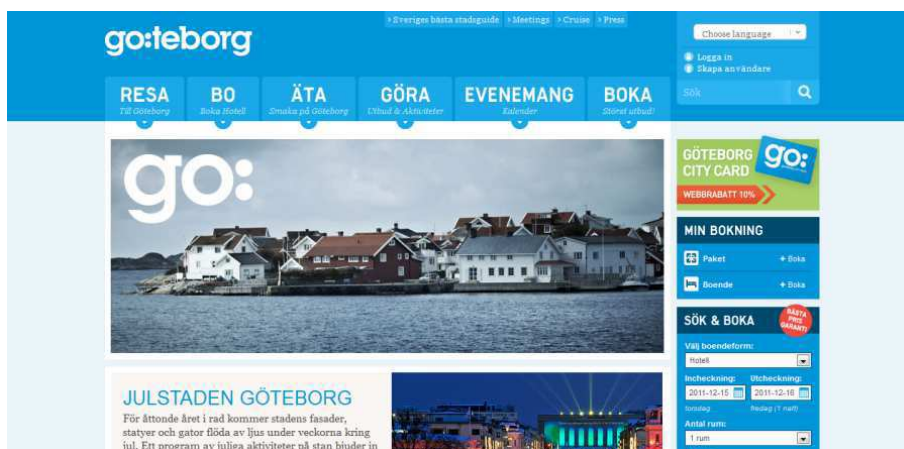 go:teborg
› Sveriges bästa stadsguide › Meetings › Cruise › Press
Choose language
Logga in
Skapa användare
Sök
RESA
Till Göteborg
BO
Boka Hotell
ÄTA
Smaka på Göteborg
GÖRA
Utbud & Aktiviteter
EVENEMANG
Kalender
BOKA
Störst utbud!
go:
GÖTEBORG
CITY CARD
go:
WEBBRABATT 10%
MIN BOKNING
Paket + Boka
Boende + Boka
SÖK & BOKA
BÄSTA
PRIS
GARANTI
Välj boendeform:
Hotell
Incheckning: Utcheckning:
2011-12-15 2011-12-16
torsdag fredag (1 natt)
Antal rum:
1 rum
JULSTADEN GÖTEBORG
För åttonde året i rad kommer stadens fasader,
statyer och gator flöda av ljus under veckorna kring
jul. Ett program av juliga aktiviteter på stan bjuder in